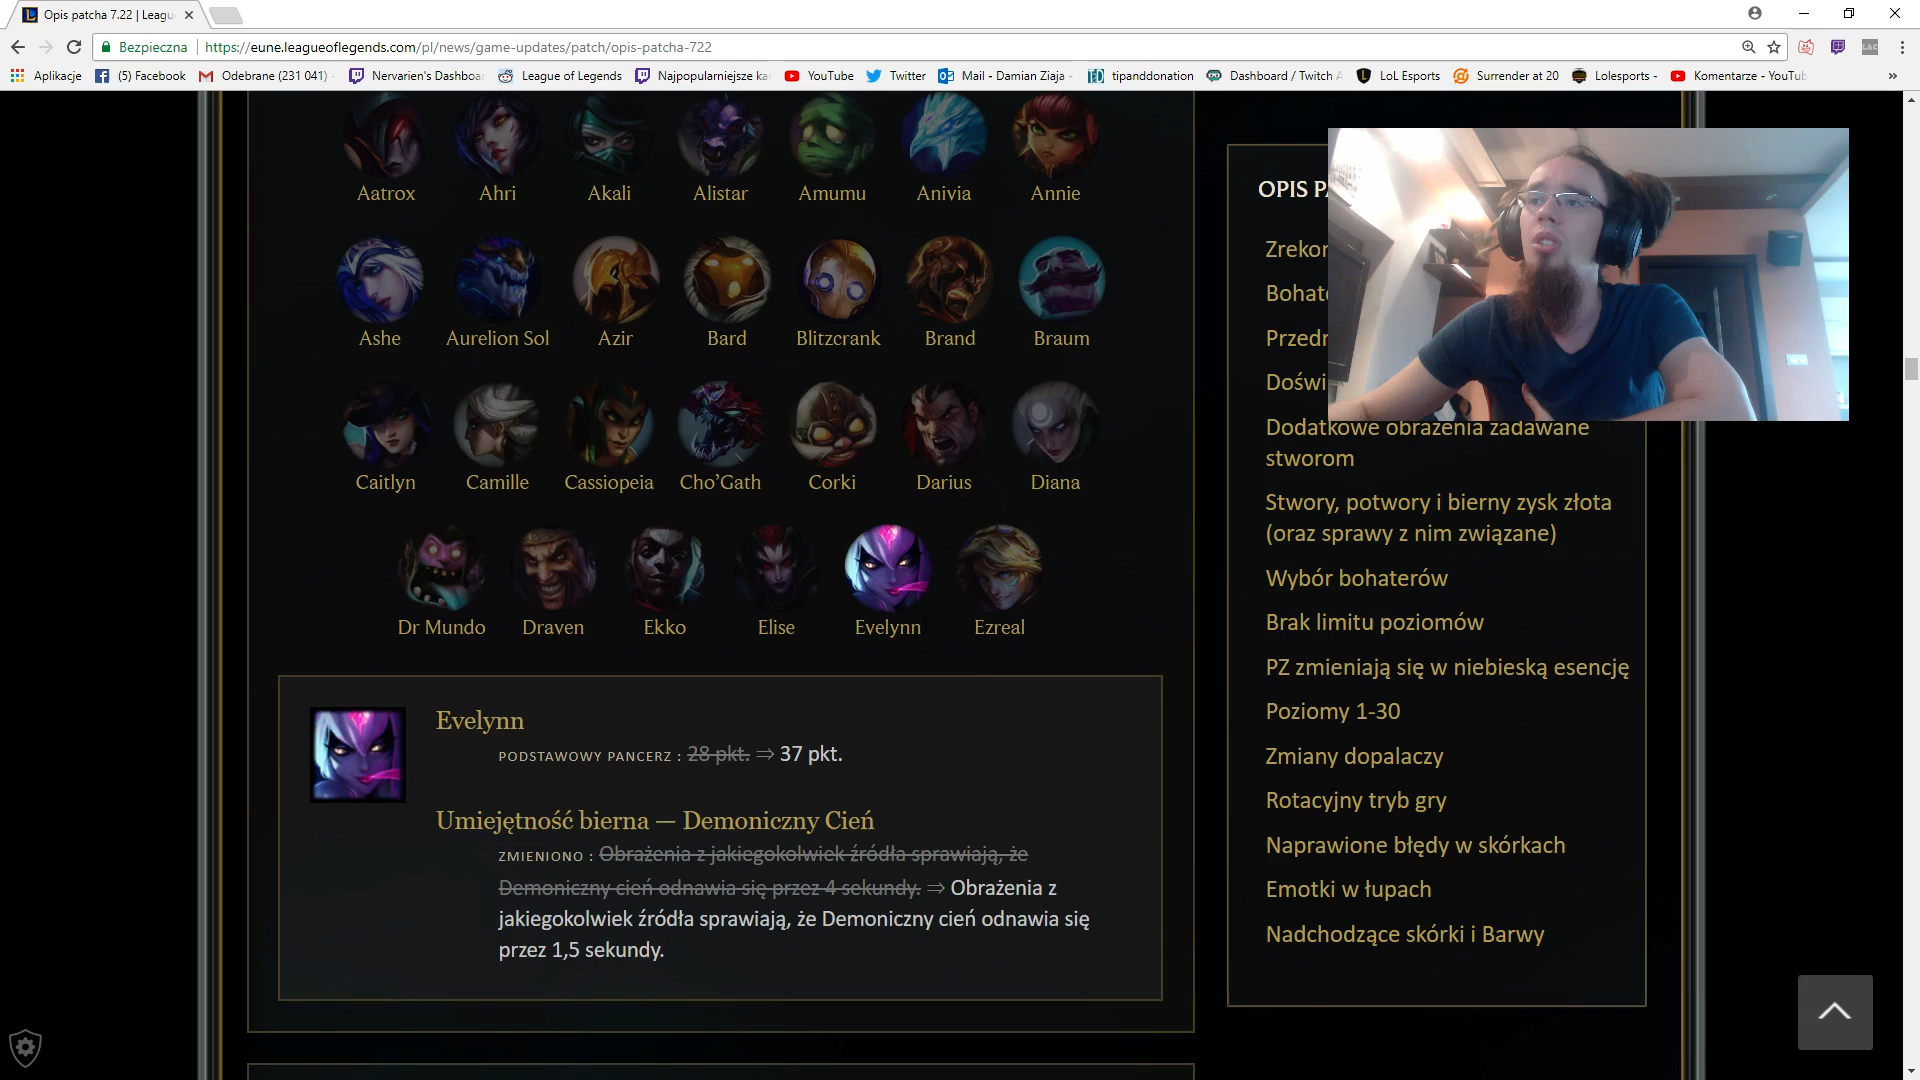 Opis patcha 7.22 | Leagu
Bezpieczna
https://eune.leagueoflegends.com/pl/news/game-updates/patch/opis-patcha-722
Aplikacje
(5) Facebook
Odebrane (231 041) -
Nervarien's Dashboa
League of Legends
Najpopularniejsze ka
YouTube
Twitter
Mail - Damian Ziaja -
tipanddonation
Dashboard / Twitch A
LoL Esports
Surrender at 20
Lolesports -
Komentarze - YouTub
»
LAG
Aatrox
Ahri
Akali
Alistar
Amumu
Anivia
Annie
Ashe
Aurelion Sol
Azir
Bard
Blitzcrank
Brand
Braum
Caitlyn
Camille
Cassiopeia
Cho'Gath
Corki
Darius
Diana
Dr Mundo
Draven
Ekko
Elise
Evelynn
Ezreal
Evelynn
PODSTAWOWY PANCERZ : 28 pkt. ⇒ 37 pkt.
Umiejętność bierna — Demoniczny Cień
ZMIENIONO : Obrażenia z jakiegokolwiek źródła sprawiają, że
Demoniczny cień odnawia się przez 4 sekundy. ⇒ Obrażenia z
jakiegokolwiek źródła sprawiają, że Demoniczny cień odnawia się
przez 1,5 sekundy.
OPIS PA
Zrekon
Bohate
Przedm
Doświ
Dodatkowe obrażenia zadawane
stworom
Stwory, potwory i bierny zysk złota
(oraz sprawy z nim związane)
Wybór bohaterów
Brak limitu poziomów
PZ zmieniają się w niebieską esencję
Poziomy 1-30
Zmiany dopalaczy
Rotacyjny tryb gry
Naprawione błędy w skórkach
Emotki w łupach
Nadchodzące skórki i Barwy